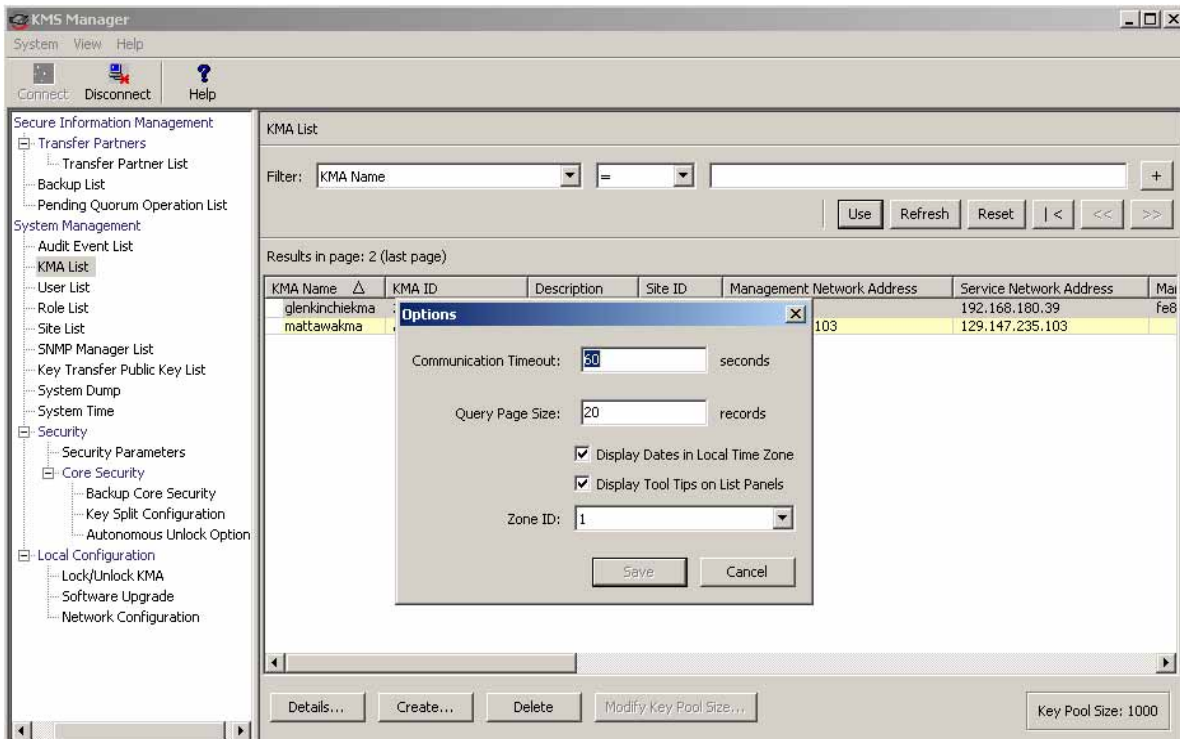 KMS Manager
System View Help
Connect Disconnect Help
Secure Information Management
Transfer Partners
Transfer Partner List
Backup List
Pending Quorum Operation List
System Management
Audit Event List
KMA List
User List
Role List
Site List
SNMP Manager List
Key Transfer Public Key List
System Dump
System Time
Security
Security Parameters
Core Security
Backup Core Security
Key Split Configuration
Autonomous Unlock Option
Local Configuration
Lock/Unlock KMA
Software Upgrade
Network Configuration
KMA List
Filter: KMA Name = +
Use Refresh Reset |< << >>
Results in page: 2 (last page)
KMA Name KMA ID Description Site ID Management Network Address Service Network Address
glenkinchiekma 192.168.180.39 fe8
mattawakma 103 129.147.235.103
Options
Communication Timeout: 60 seconds
Query Page Size: 20 records
Display Dates in Local Time Zone
Display Tool Tips on List Panels
Zone ID: 1
Save Cancel
Details... Create... Delete Modify Key Pool Size... Key Pool Size: 1000